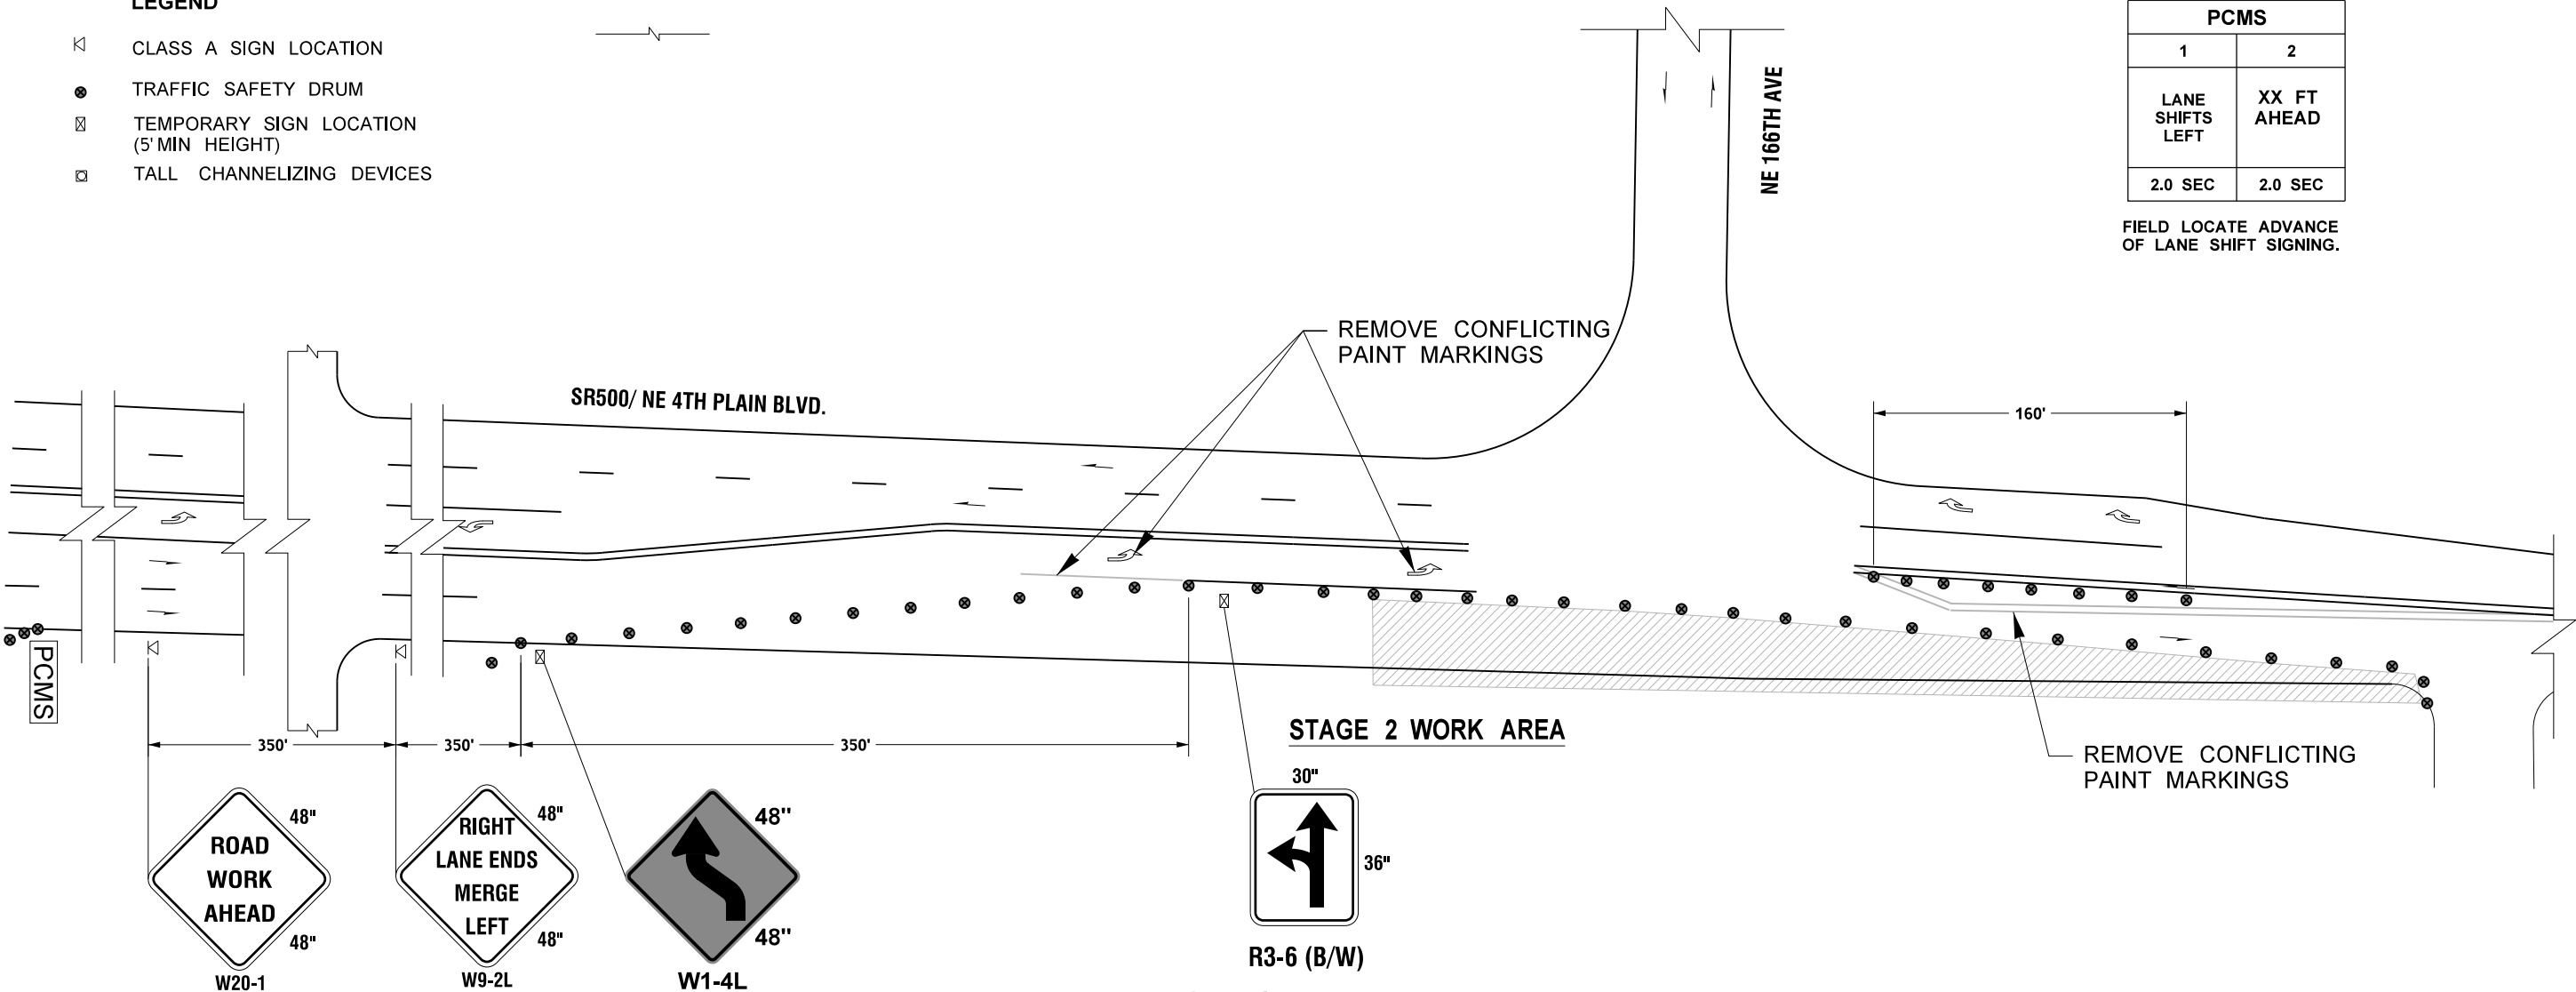 LEGEND
CLASS A SIGN LOCATION
TRAFFIC SAFETY DRUM
TEMPORARY SIGN LOCATION
(5' MIN HEIGHT)
TALL CHANNELIZING DEVICES
NE 166TH AVE
PCMS
1 2
LANE
SHIFTS
LEFT
XX FT
AHEAD
2.0 SEC 2.0 SEC
FIELD LOCATE ADVANCE
OF LANE SHIFT SIGNING.
REMOVE CONFLICTING
PAINT MARKINGS
SR500/ NE 4TH PLAIN BLVD.
160'
PCMS
350'
350'
350'
STAGE 2 WORK AREA
REMOVE CONFLICTING
PAINT MARKINGS
ROAD
WORK
AHEAD
48"
48"
W20-1
RIGHT
LANE ENDS
MERGE
LEFT
48"
48"
W9-2L
48"
48"
W1-4L
30"
36"
R3-6 (B/W)